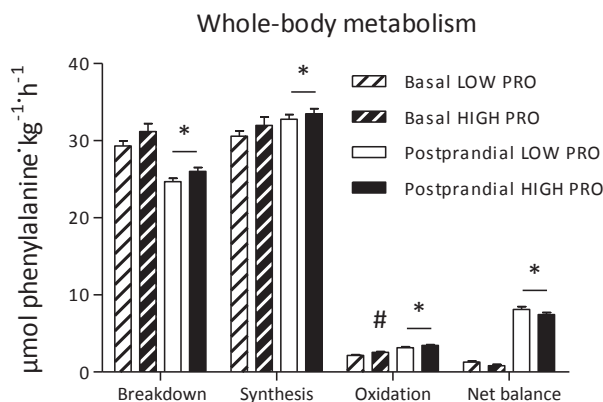 Whole-body metabolism
µmol phenylalanine·kg⁻¹·h⁻¹
40
30
20
10
0
*
*
#
*
*
Basal LOW PRO
Basal HIGH PRO
Postprandial LOW PRO
Postprandial HIGH PRO
Breakdown Synthesis Oxidation Net balance